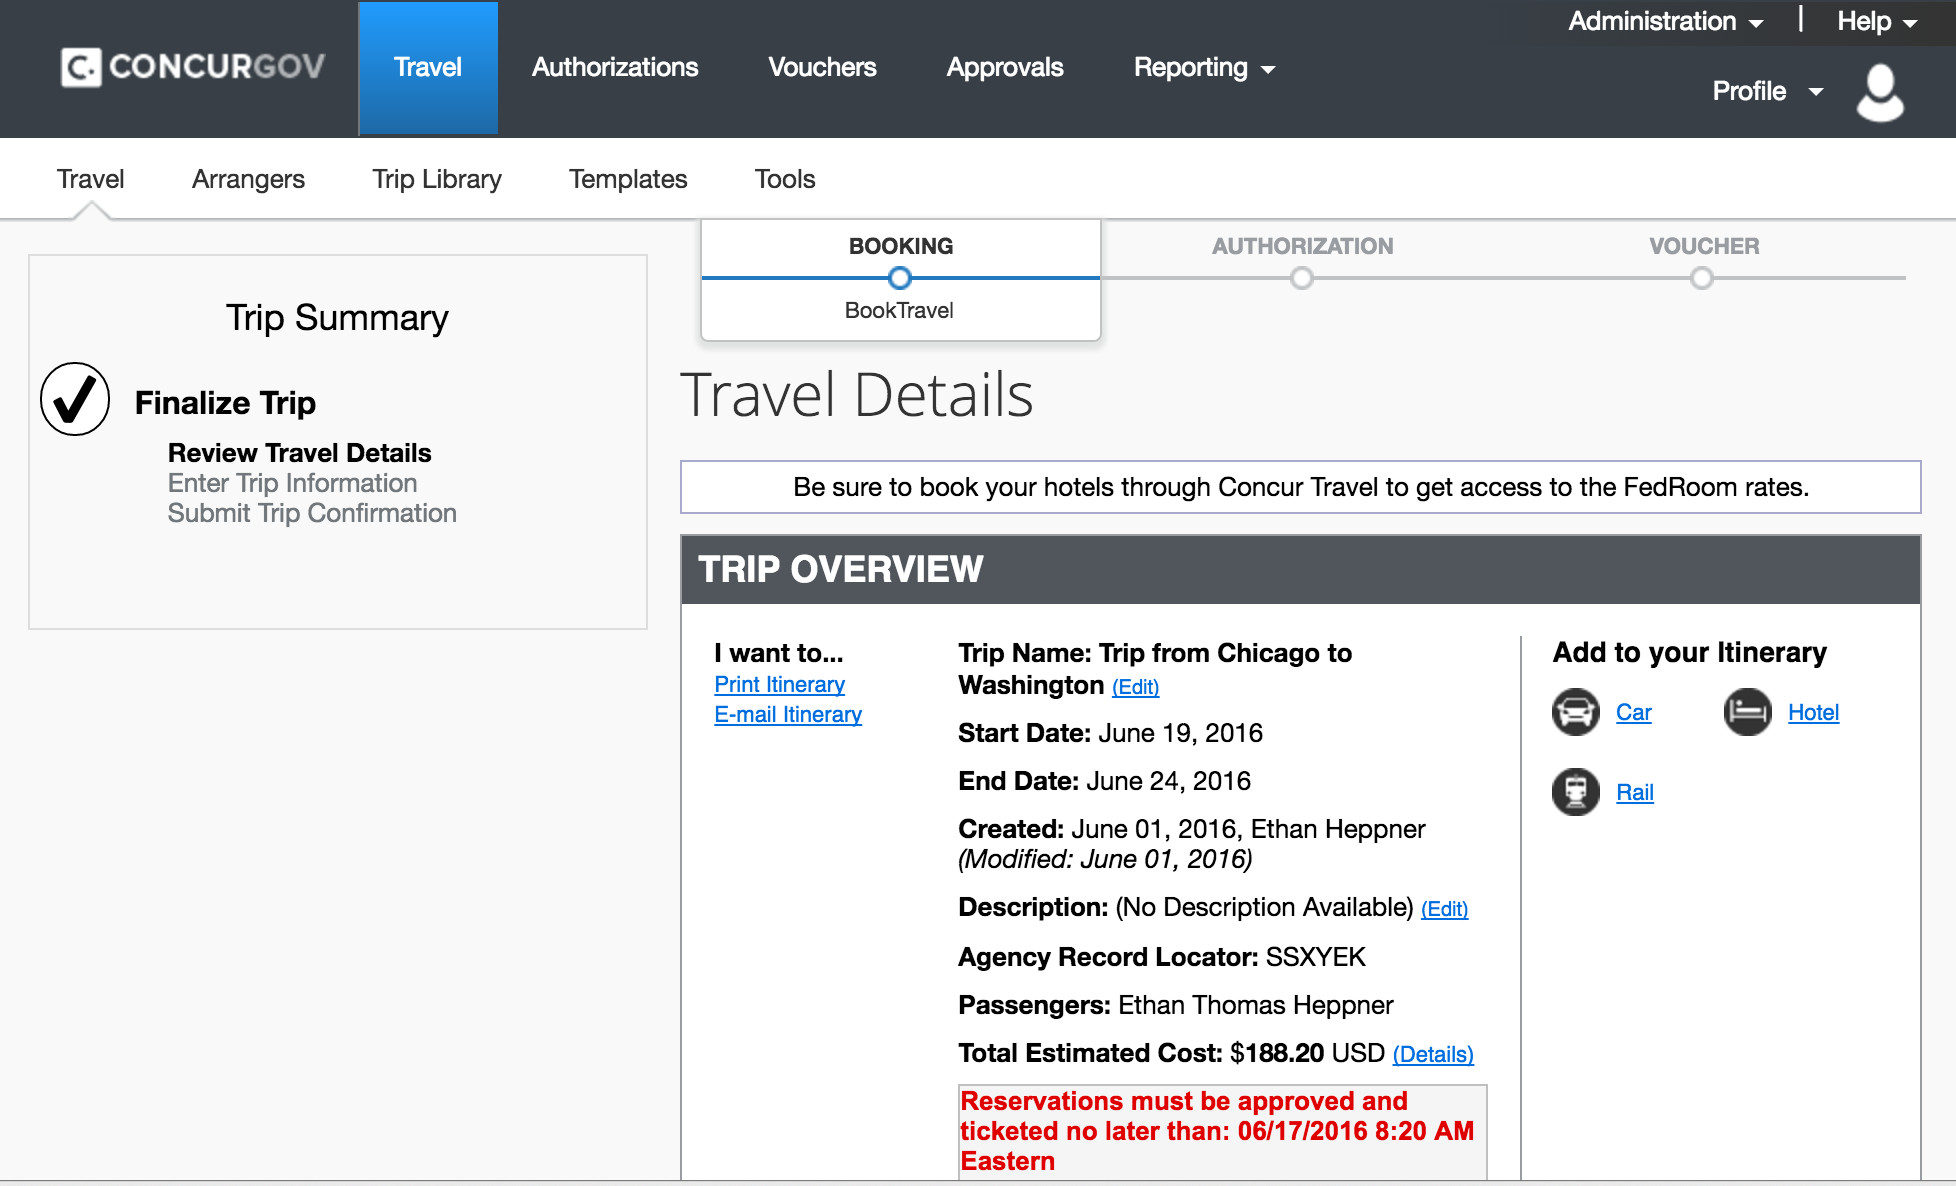 Administration | Help
C. CONCURGOV
Travel Authorizations Vouchers Approvals Reporting
Profile
Travel Arrangers Trip Library Templates Tools
BOOKING AUTHORIZATION VOUCHER
BookTravel
Trip Summary
Finalize Trip
Review Travel Details
Enter Trip Information
Submit Trip Confirmation
Travel Details
Be sure to book your hotels through Concur Travel to get access to the FedRoom rates.
TRIP OVERVIEW
I want to...
Print Itinerary
E-mail Itinerary
Trip Name: Trip from Chicago to
Washington (Edit)
Start Date: June 19, 2016
End Date: June 24, 2016
Created: June 01, 2016, Ethan Heppner
(Modified: June 01, 2016)
Description: (No Description Available) (Edit)
Agency Record Locator: SSXYEK
Passengers: Ethan Thomas Heppner
Total Estimated Cost: $188.20 USD (Details)
Reservations must be approved and
ticketed no later than: 06/17/2016 8:20 AM
Eastern
Add to your Itinerary
Car Hotel
Rail